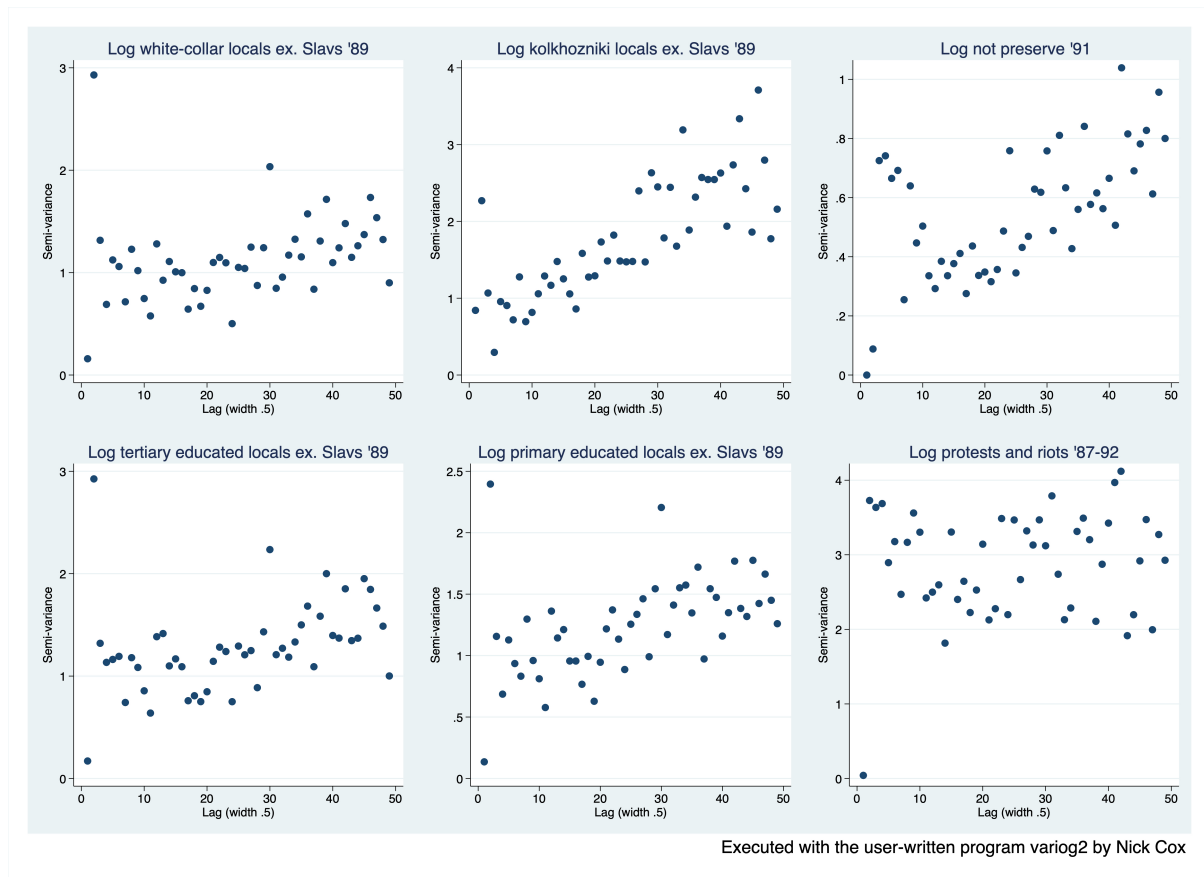 Log white-collar locals ex. Slavs '89
Semi-variance
3
2
1
0
0 10 20 30 40 50
Lag (width .5)
Log kolkhozniki locals ex. Slavs '89
Semi-variance
4
3
2
1
0
0 10 20 30 40 50
Lag (width .5)
Log not preserve '91
Semi-variance
1
.8
.6
.4
.2
0
0 10 20 30 40 50
Lag (width .5)
Log tertiary educated locals ex. Slavs '89
Semi-variance
3
2
1
0
0 10 20 30 40 50
Lag (width .5)
Log primary educated locals ex. Slavs '89
Semi-variance
2.5
2
1.5
1
.5
0
0 10 20 30 40 50
Lag (width .5)
Log protests and riots '87-92
Semi-variance
4
3
2
1
0
0 10 20 30 40 50
Lag (width .5)
Executed with the user-written program variog2 by Nick Cox